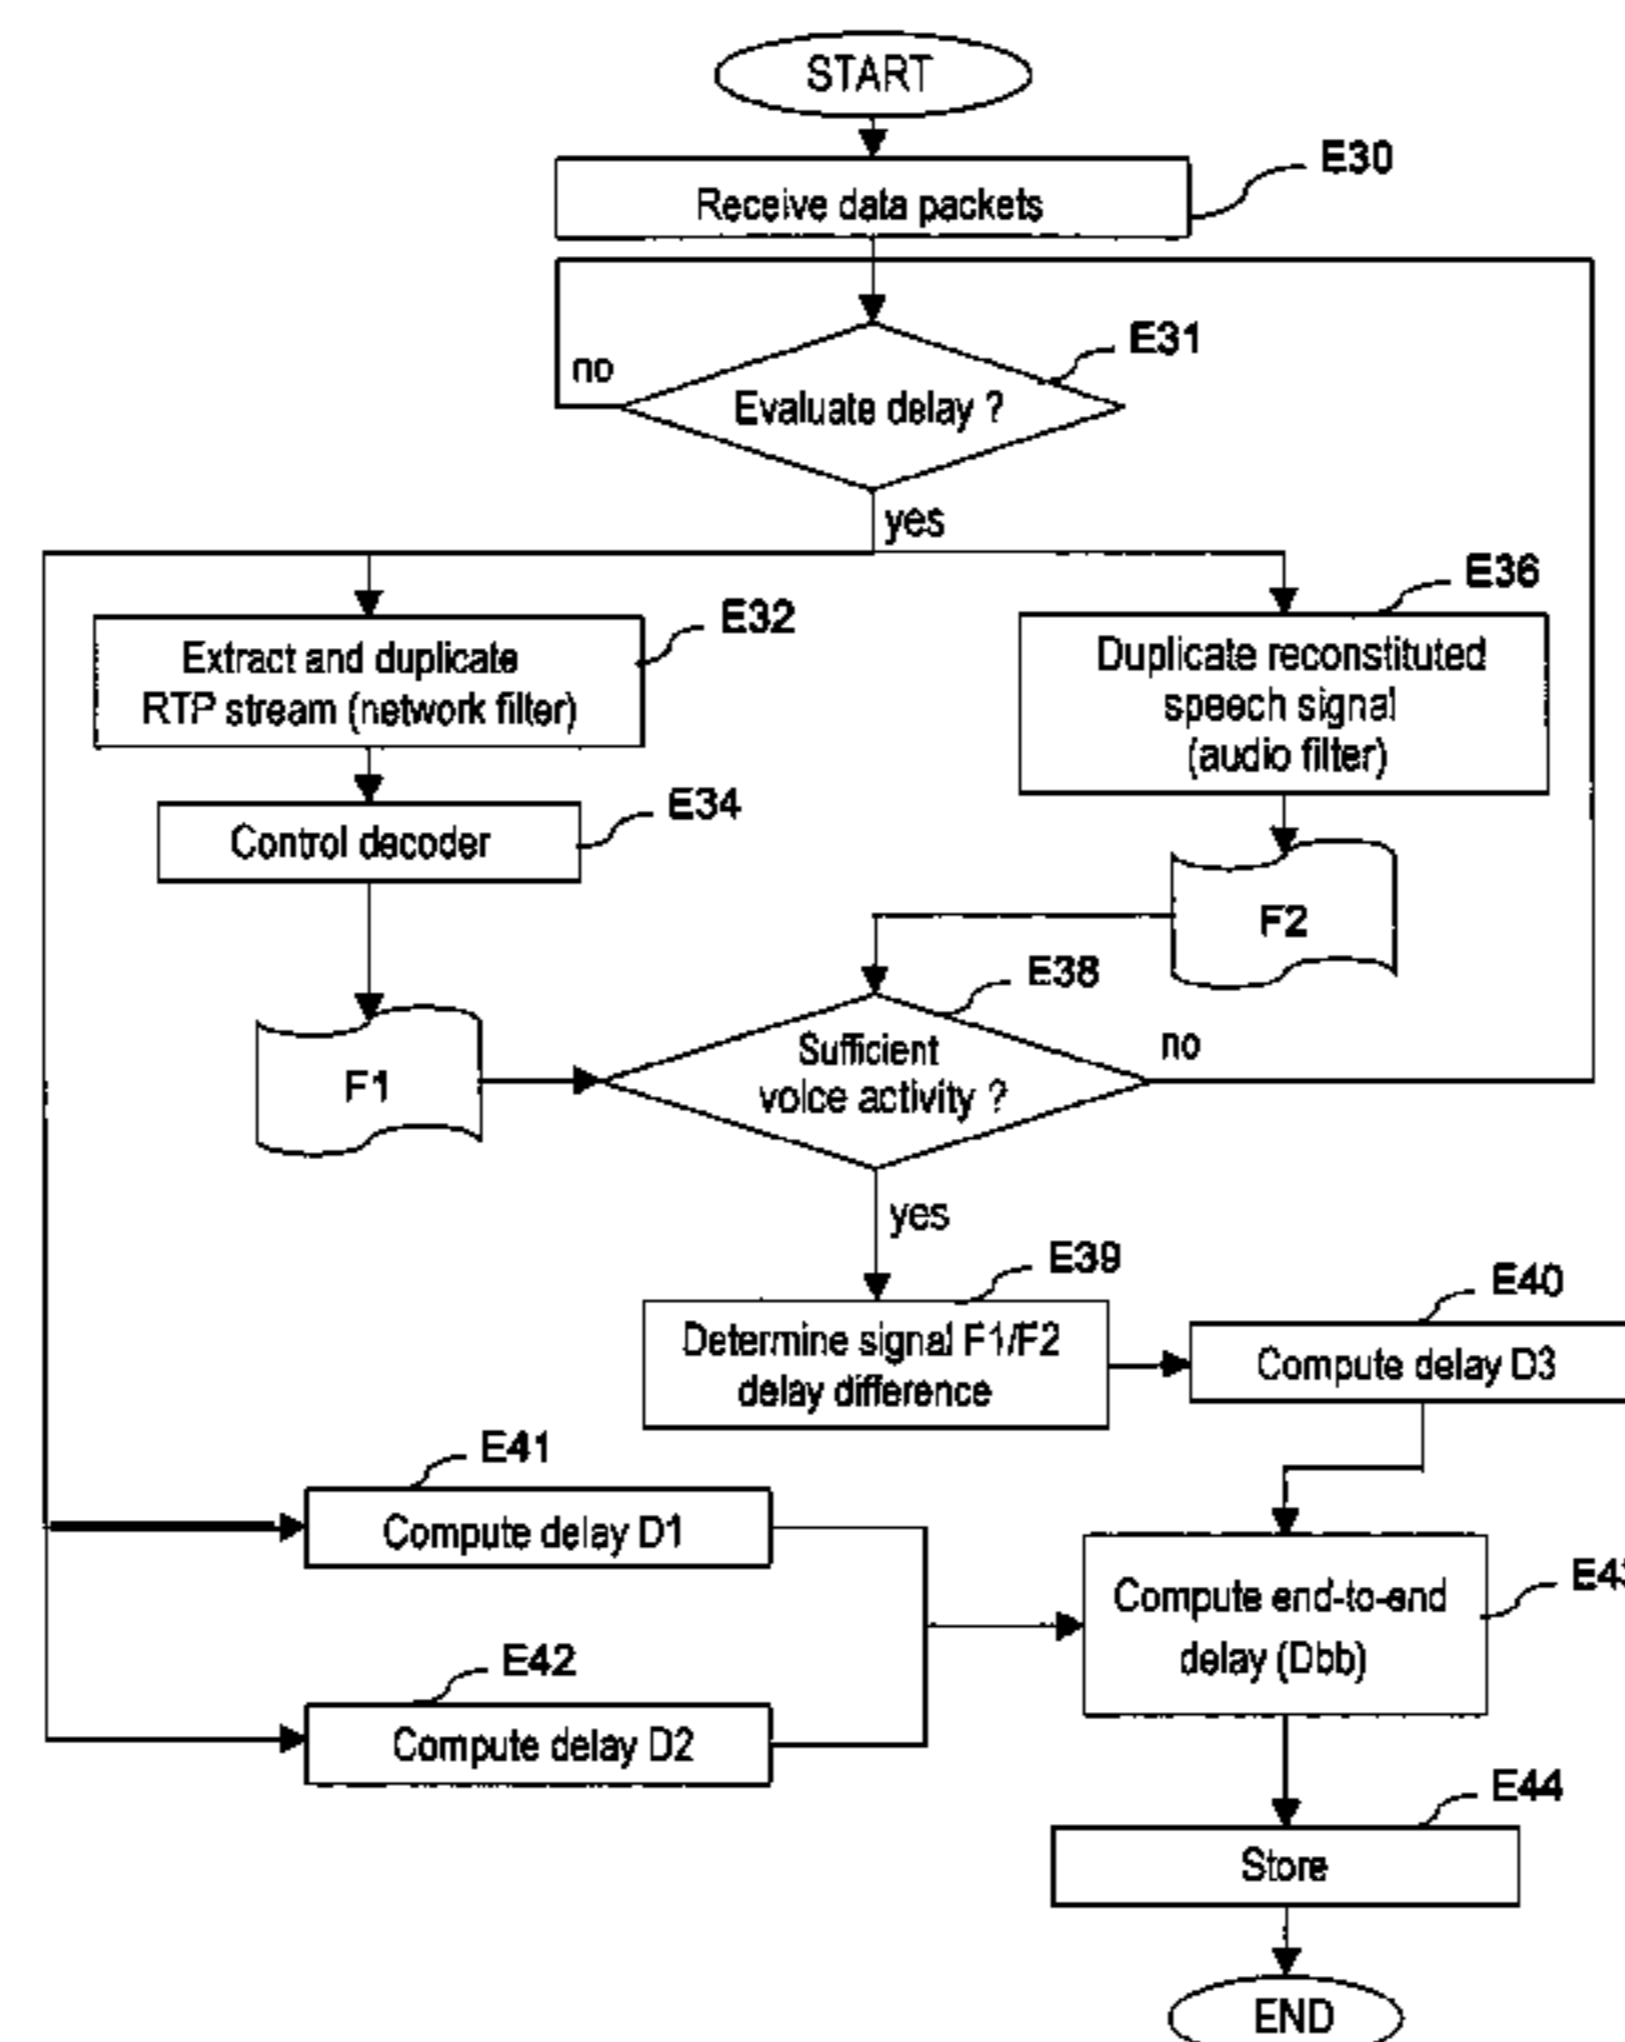 START
E30
Receive data packets
E31
no
Evaluate delay ?
yes
E36
E32
Extract and duplicate
RTP stream (network filter)
Duplicate reconstituted
speech signal
(audio filter)
E34
Control decoder
F2
E38
Sufficient
voice activity ?
no
F1
yes
E39
E40
Determine signal F1/F2
delay difference
Compute delay D3
E41
Compute delay D1
Compute end-to-end
delay (Dbb)
E42
Compute delay D2
E44
Store
END